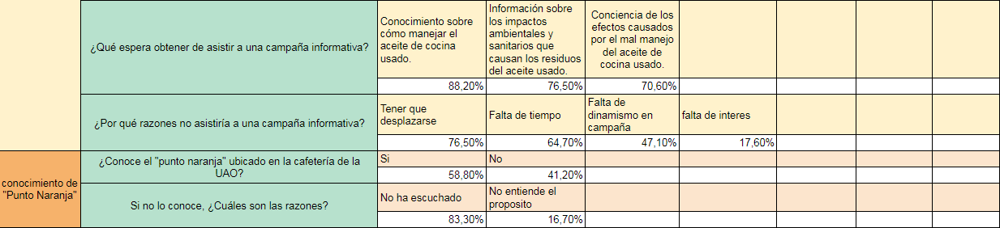 ¿Qué espera obtener de asistir a una campaña informativa?
Conocimiento sobre
cómo manejar el
aceite de cocina
usado.
Información sobre
los impactos
ambientales y
sanitarios que
causan los residuos
del aceite usado.
Conciencia de los
efectos causados
por el mal manejo
del aceite de
cocina usado.
88,20%
76,50%
70,60%
¿Por qué razones no asistiría a una campaña informativa?
Tener que
desplazarse
Falta de tiempo
Falta de
dinamismo en
campaña
falta de interes
76,50%
64,70%
47,10%
17,60%
conocimiento de
"Punto Naranja"
¿Conoce el "punto naranja" ubicado en la cafetería de la
UAO?
Si
No
58,80%
41,20%
Si no lo conoce, ¿Cuáles son las razones?
No ha escuchado
No entiende el
proposito
83,30%
16,70%